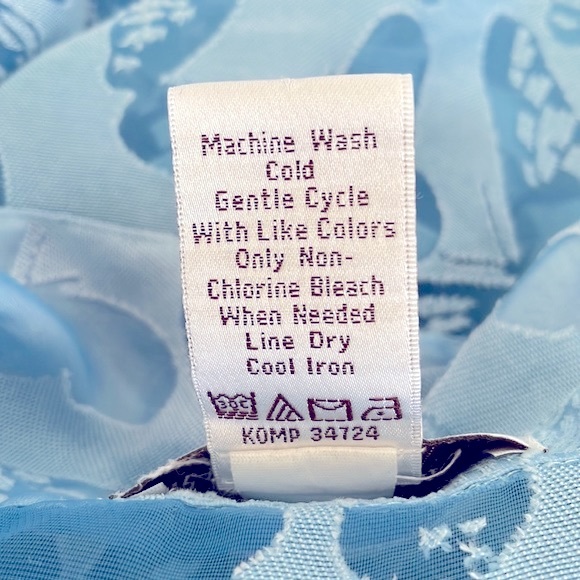 Machine Wash
Cold
Gentle Cycle
With Like Colors
Only Non-
Chlorine Bleach
When Needed
Line Dry
Cool Iron
KOMP 34724